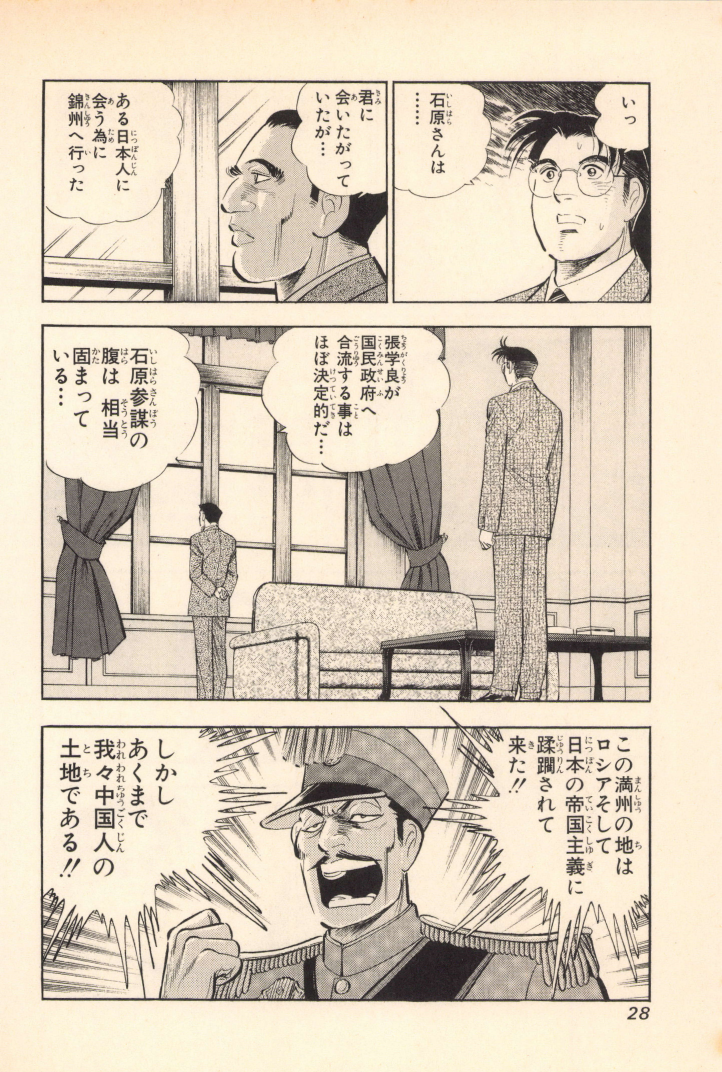 いっ
石原さんは
……
君に
会いたがって
いたが…
ある日本人に
会う為に
錦州へ行った
張学良が
国民政府へ
合流する事は
ほぼ決定的だ…
石原参謀の
腹は 相当
固まって
いる…
この満州の地は
ロシアそして
日本の帝国主義に
蹂躙されて
来た!!
しかし
あくまで
我々中国人の
土地である!!
28